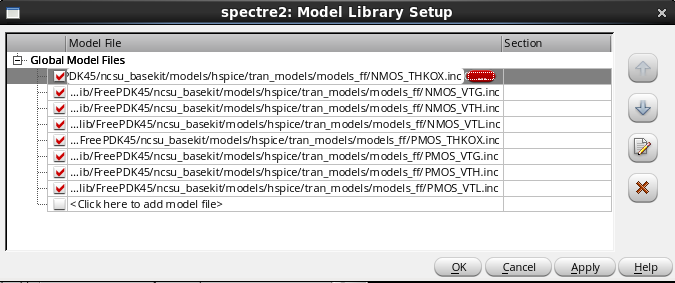 spectre2: Model Library Setup
Model File Section
Global Model Files
PDK45/ncsu_basekit/models/hspice/tran_models/models_ff/NMOS_THKOX.inc
...ib/FreePDK45/ncsu_basekit/models/hspice/tran_models/models_ff/NMOS_VTG.inc
...ib/FreePDK45/ncsu_basekit/models/hspice/tran_models/models_ff/NMOS_VTH.inc
...lib/FreePDK45/ncsu_basekit/models/hspice/tran_models/models_ff/NMOS_VTL.inc
...FreePDK45/ncsu_basekit/models/hspice/tran_models/models_ff/PMOS_THKOX.inc
...ib/FreePDK45/ncsu_basekit/models/hspice/tran_models/models_ff/PMOS_VTG.inc
...ib/FreePDK45/ncsu_basekit/models/hspice/tran_models/models_ff/PMOS_VTH.inc
...lib/FreePDK45/ncsu_basekit/models/hspice/tran_models/models_ff/PMOS_VTL.inc
<Click here to add model file>
OK Cancel Apply Help